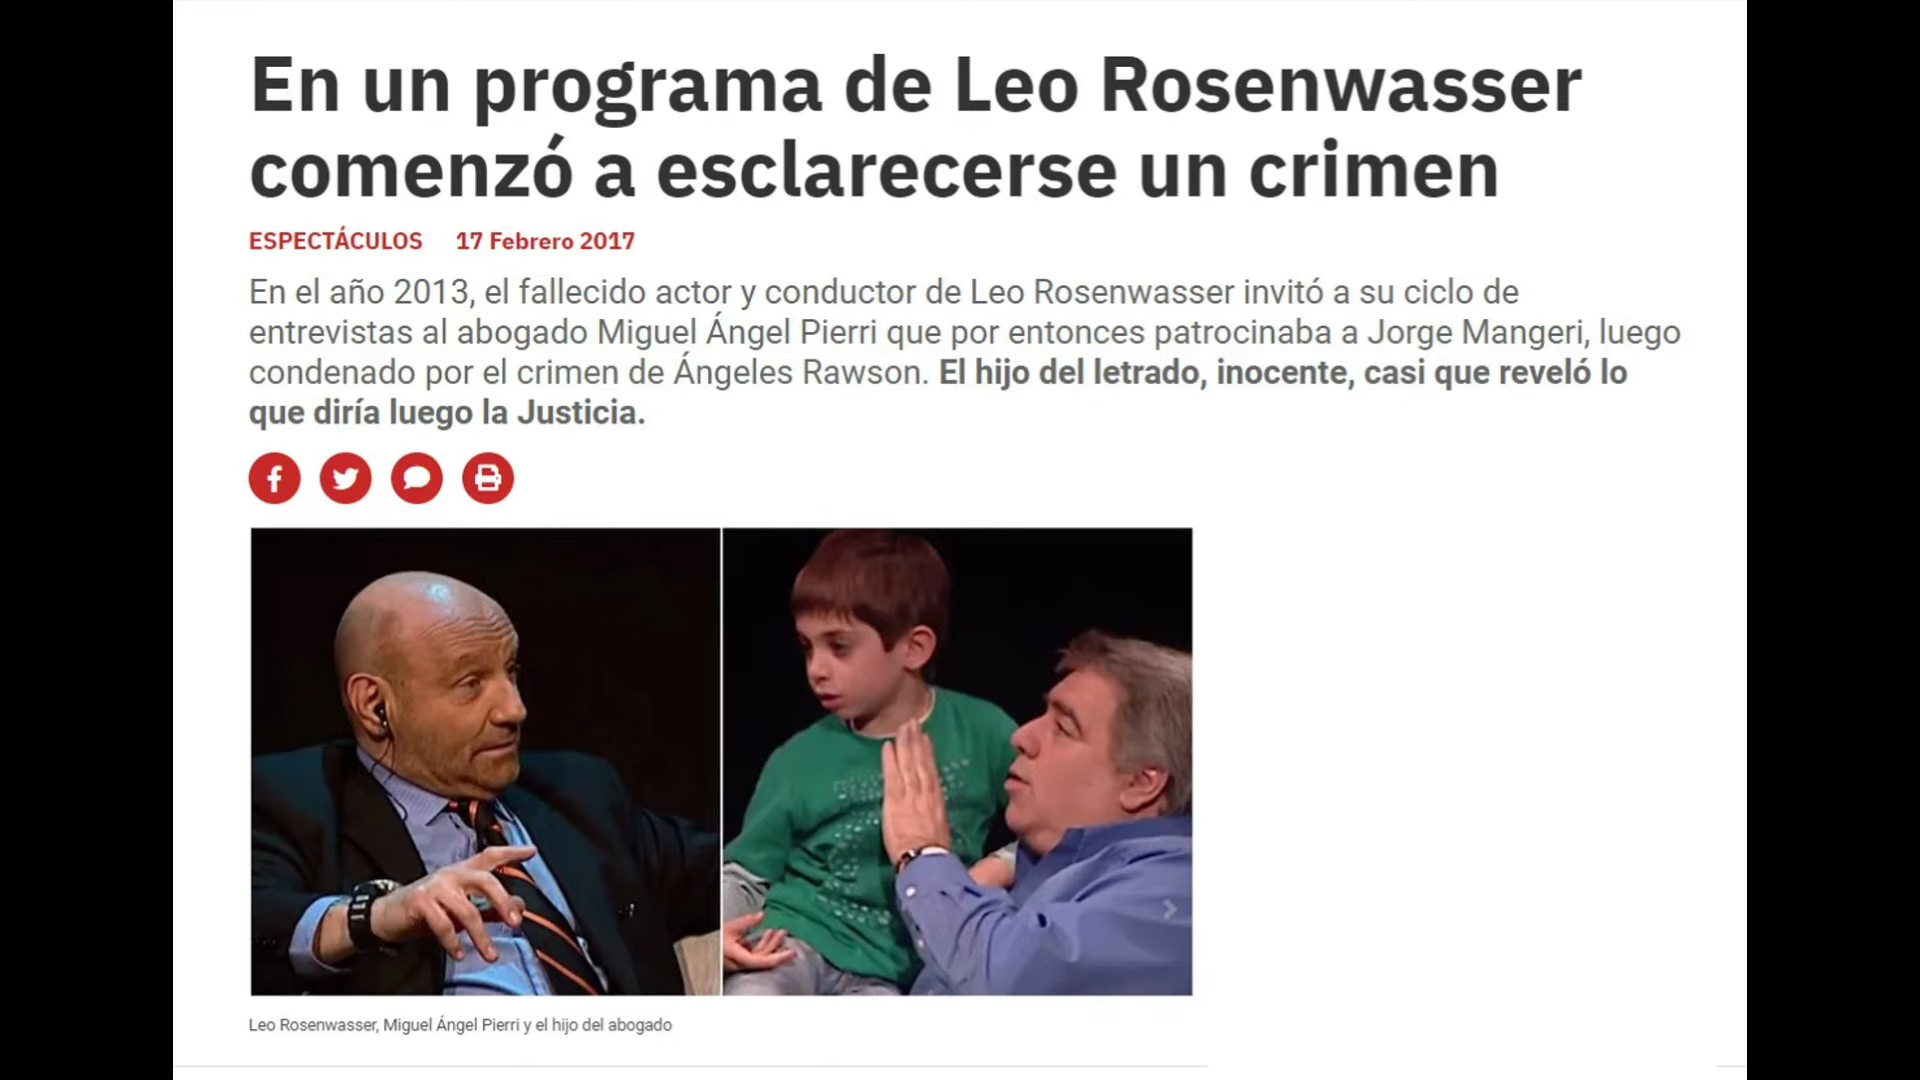 En un programa de Leo Rosenwasser
comenzó a esclarecerse un crimen
ESPECTÁCULOS 17 Febrero 2017
En el año 2013, el fallecido actor y conductor de Leo Rosenwasser invitó a su ciclo de
entrevistas al abogado Miguel Ángel Pierri que por entonces patrocinaba a Jorge Mangeri, luego
condenado por el crimen de Ángeles Rawson. El hijo del letrado, inocente, casi que reveló lo
que diría luego la Justicia.
Leo Rosenwasser, Miguel Ángel Pierri y el hijo del abogado